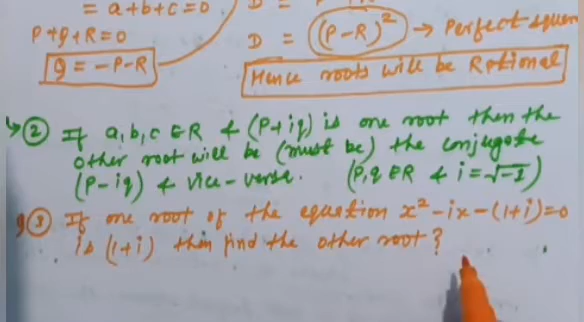 = a+b+c=0
P+q+R=0
D =
D = (P-R)² → Perfect squar
Q = -P-R
Hence roots will be Rational
② If a,b,c ∈ R & (P+iq) is one root then the
other root will be (must be) the conjugate
(P-iq) & vice-versa. (P,q ∈ R & i=√-1)
Q③ If one root of the equation x²-ix-(1+i)=0
is (1+i) then find the other root?